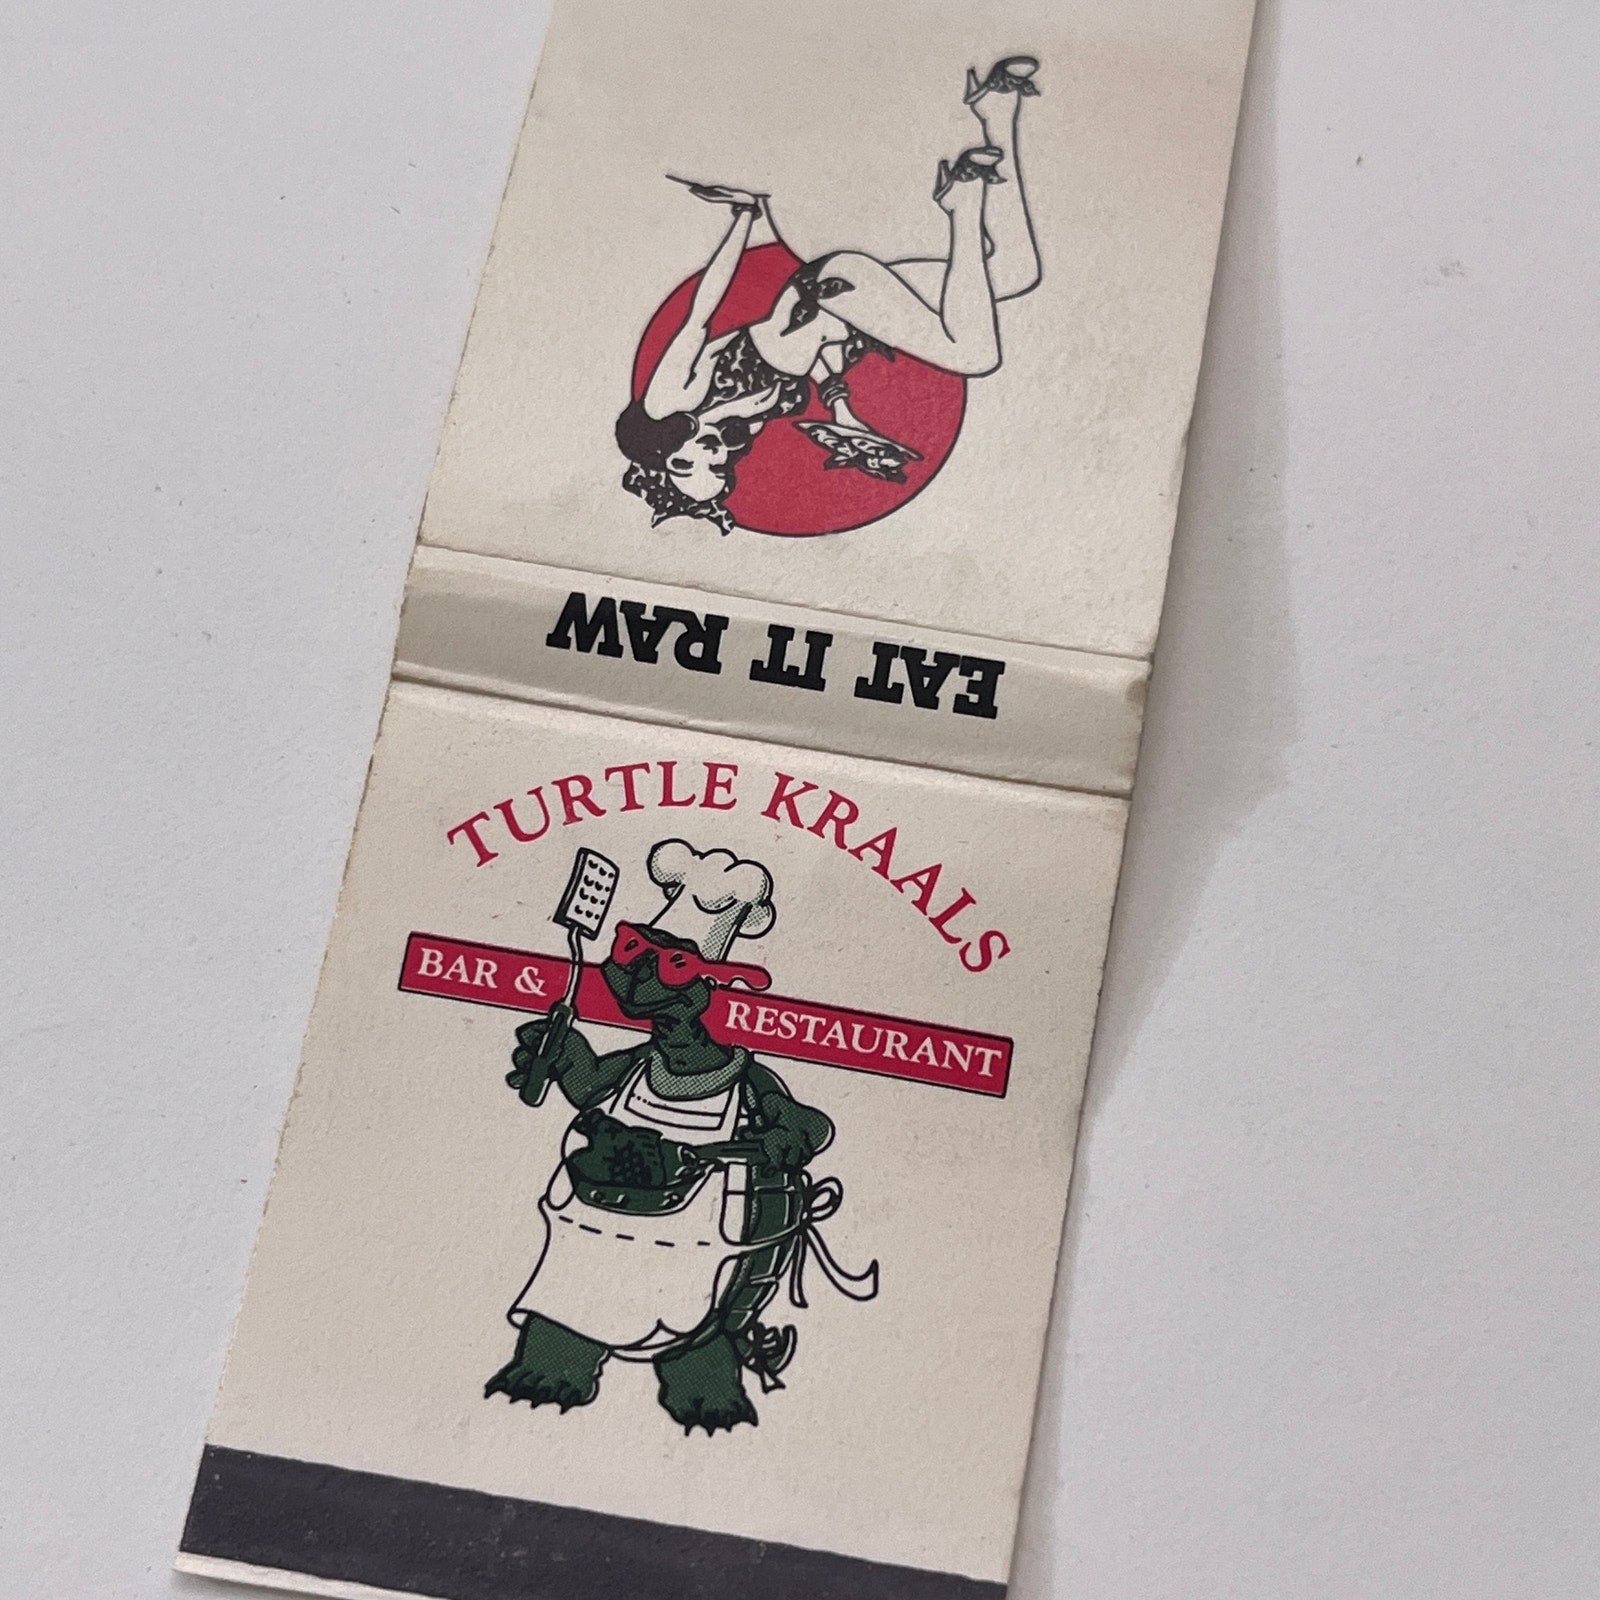 EAT IT RAW
TURTLE KRAALS
BAR & RESTAURANT